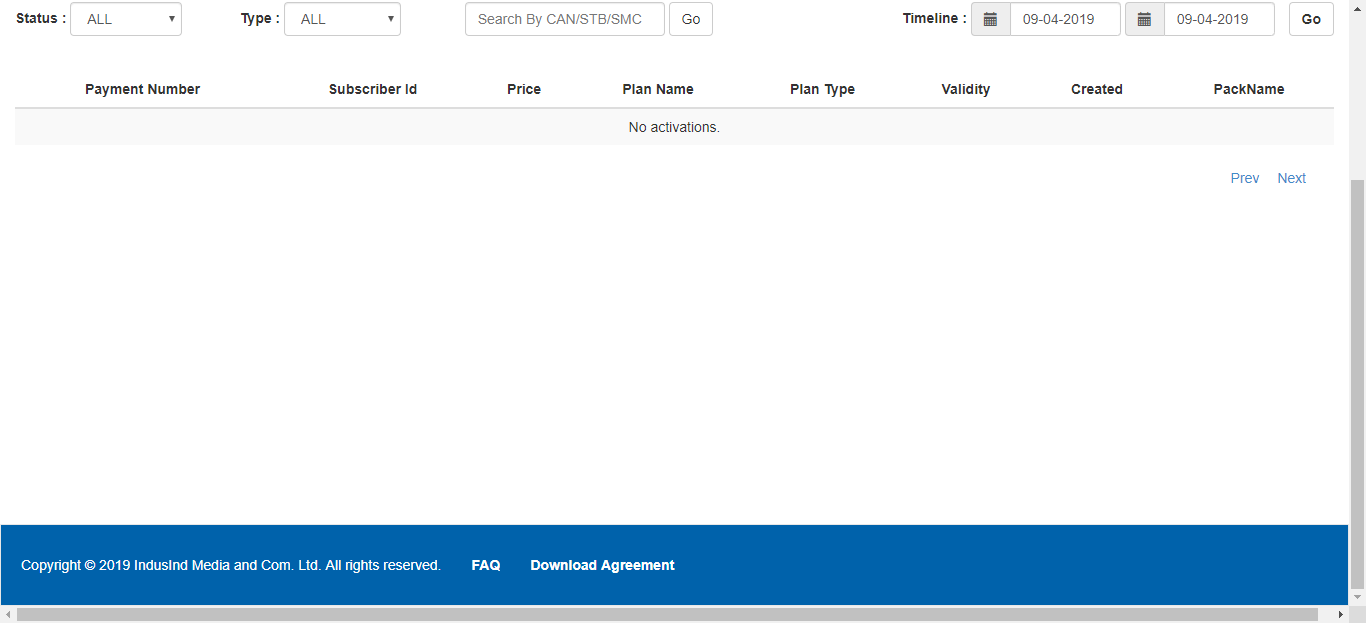 Status : ALL Type : ALL Search By CAN/STB/SMC Go Timeline : 09-04-2019 09-04-2019 Go
Payment Number Subscriber Id Price Plan Name Plan Type Validity Created PackName
No activations.
Prev Next
Copyright © 2019 IndusInd Media and Com. Ltd. All rights reserved. FAQ Download Agreement